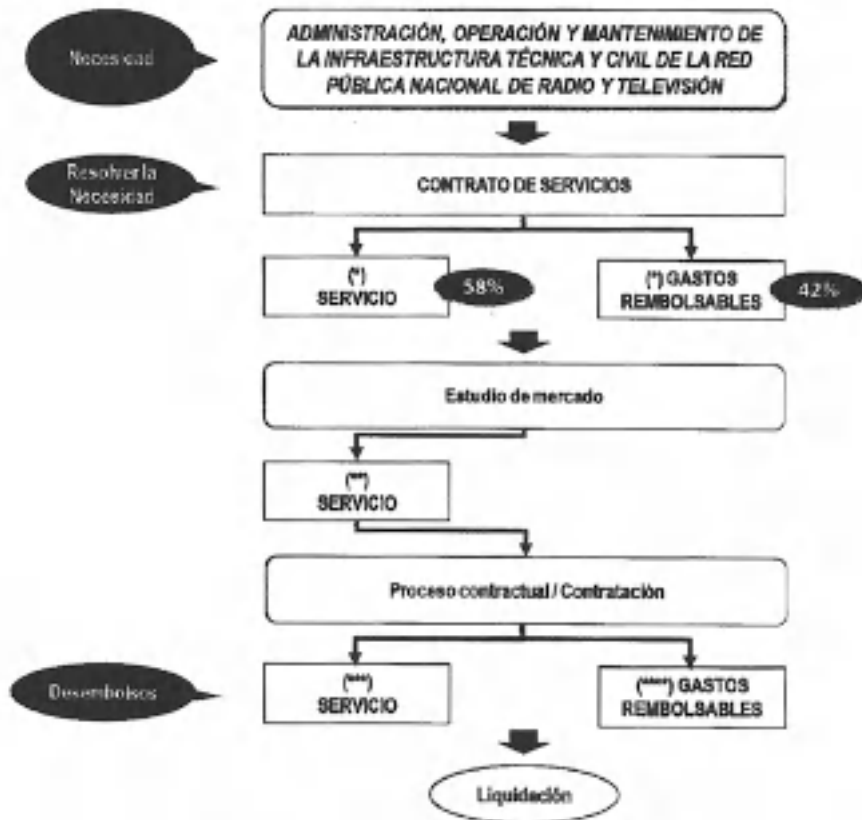 Necesidad
ADMINISTRACIÓN, OPERACIÓN Y MANTENIMIENTO DE
LA INFRAESTRUCTURA TÉCNICA Y CIVIL DE LA RED
PÚBLICA NACIONAL DE RADIO Y TELEVISIÓN
Resolver la
Necesidad
CONTRATO DE SERVICIOS
(*)
SERVICIO
58%
(*) GASTOS
REMBOLSABLES
42%
Estudio de mercado
(**)
SERVICIO
Proceso contractual / Contratación
Desembolsos
(***)
SERVICIO
(****) GASTOS
REMBOLSABLES
Liquidación